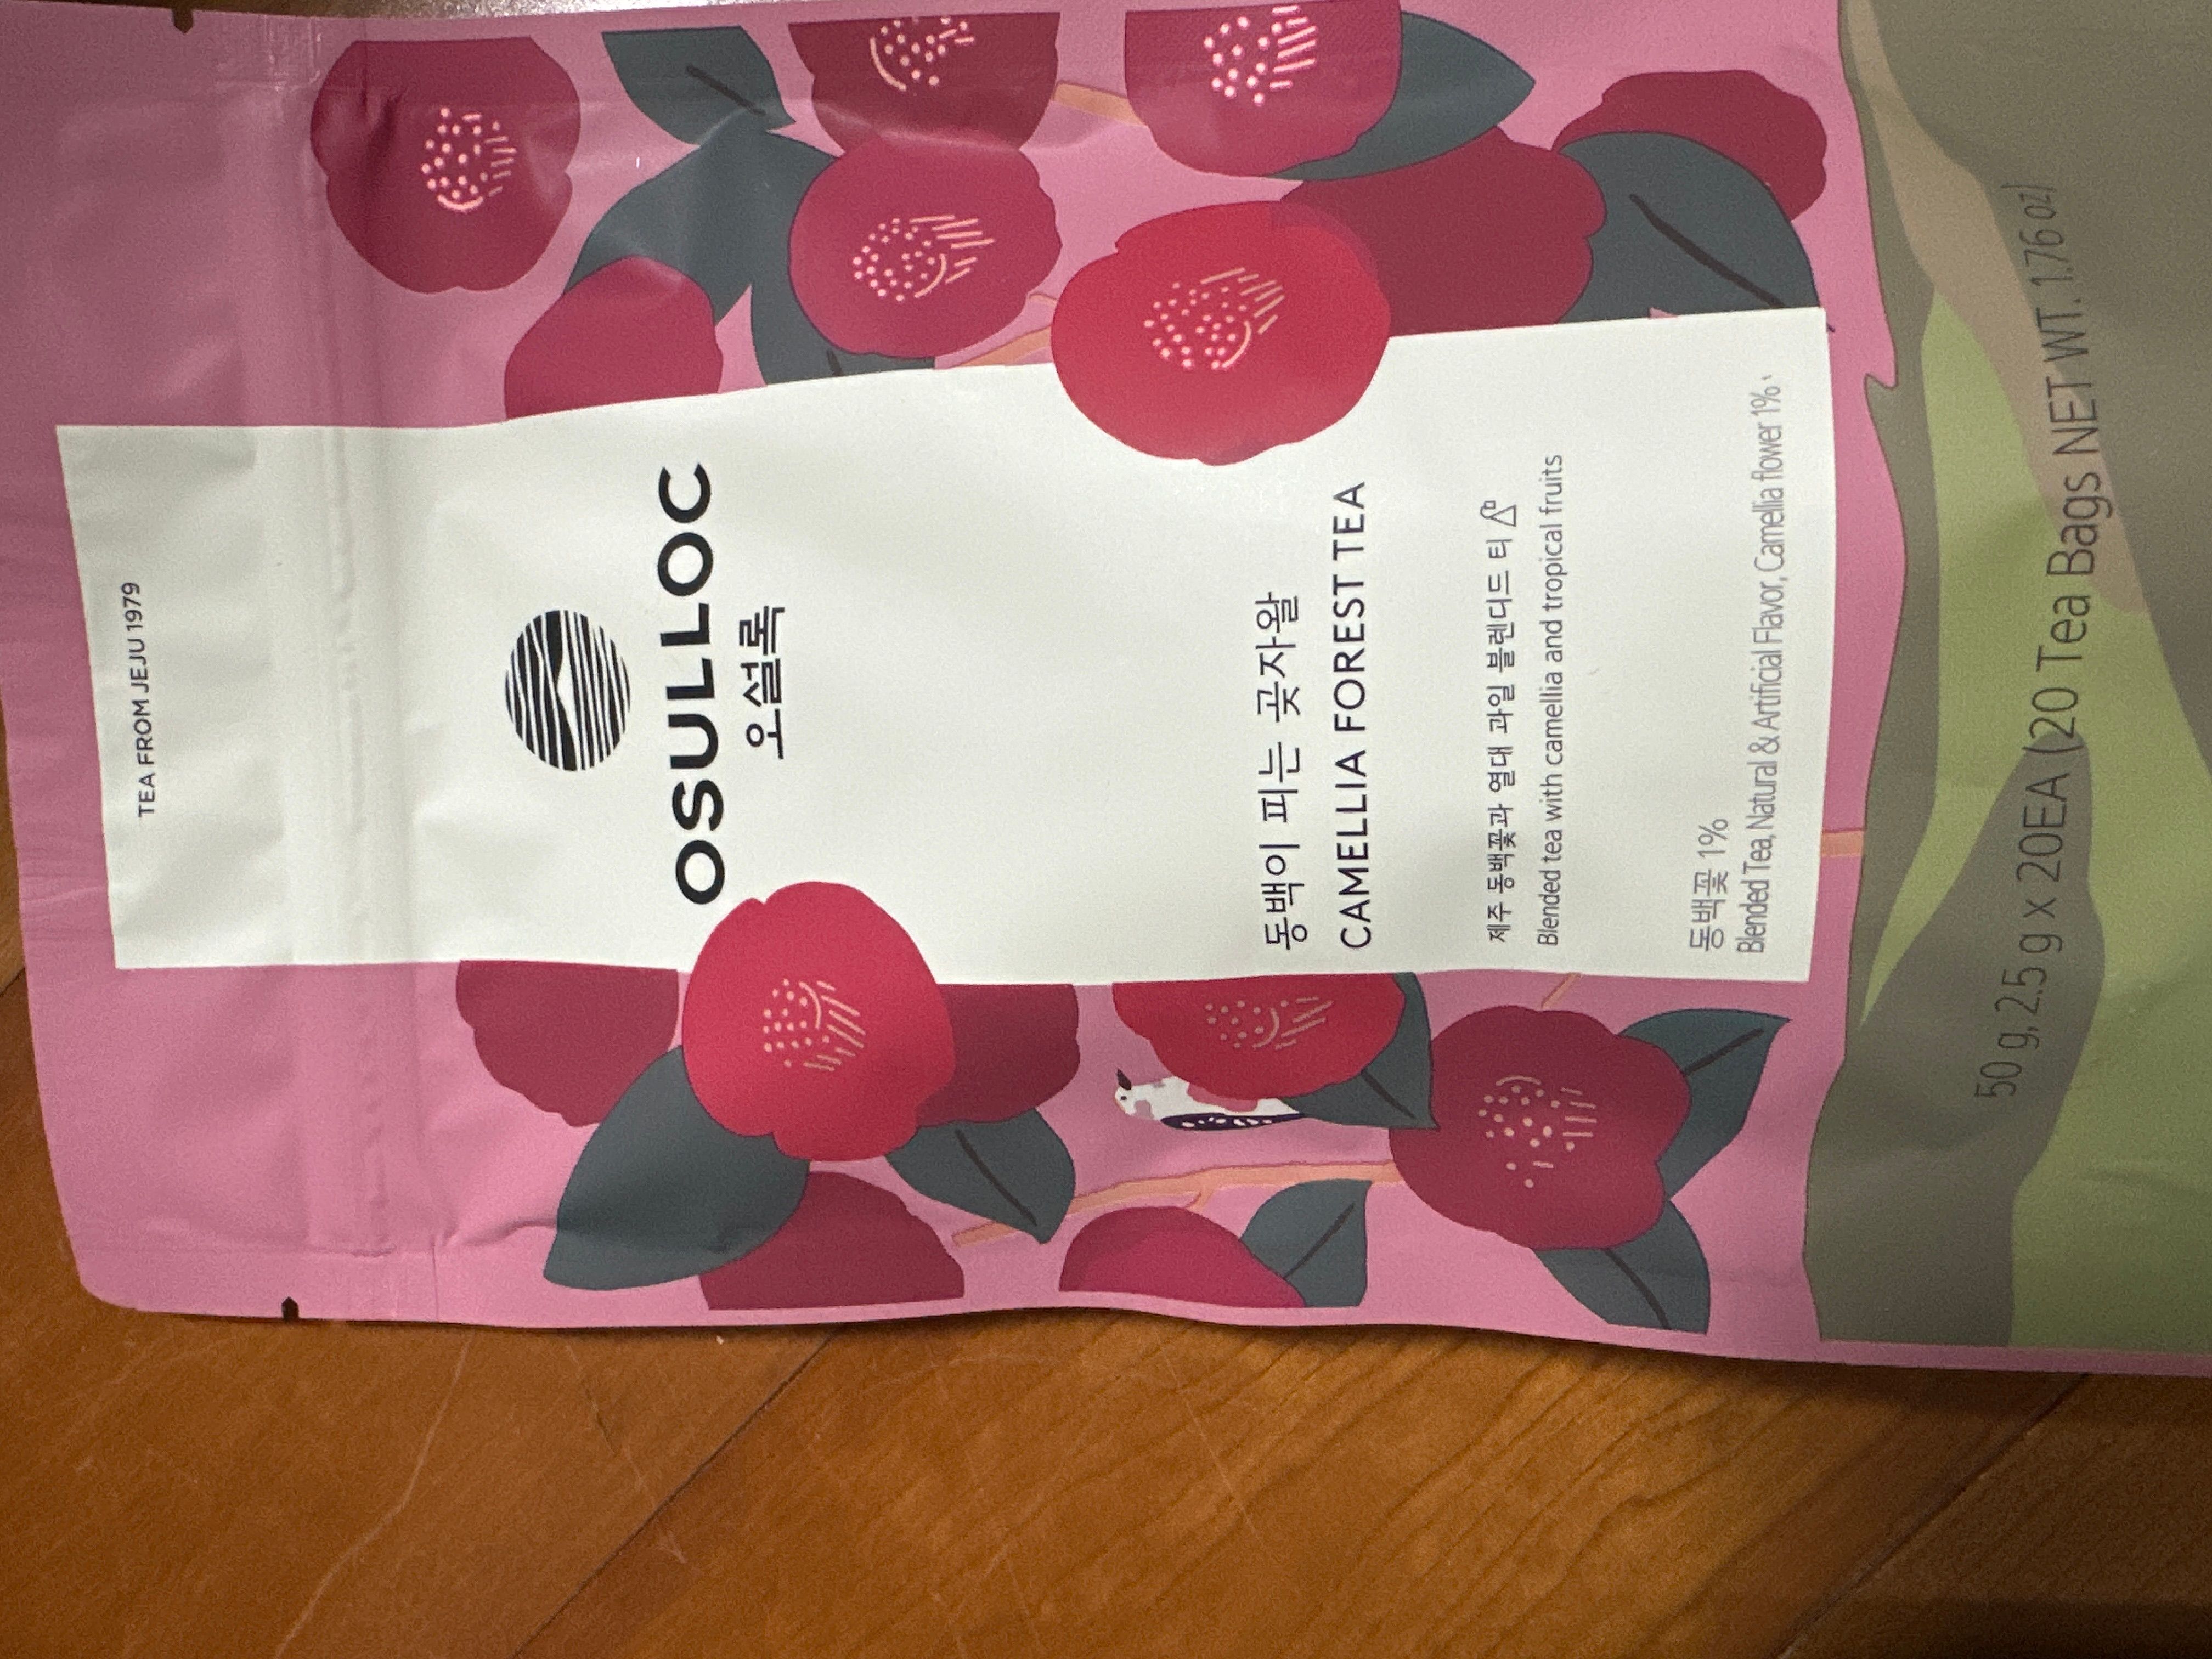 TEA FROM JEJU 1979
OSULLOC
오설록
동백이 피는 곶자왈
CAMELLIA FOREST TEA
제주 동백꽃과 열대 과일 블렌디드 티
Blended tea with camellia and tropical fruits
동백꽃 1%
Blended Tea, Natural & Artificial Flavor, Camellia flower 1%
50 g, 2.5 g x 20EA (20 Tea Bags NET WT. 1.76 oz)